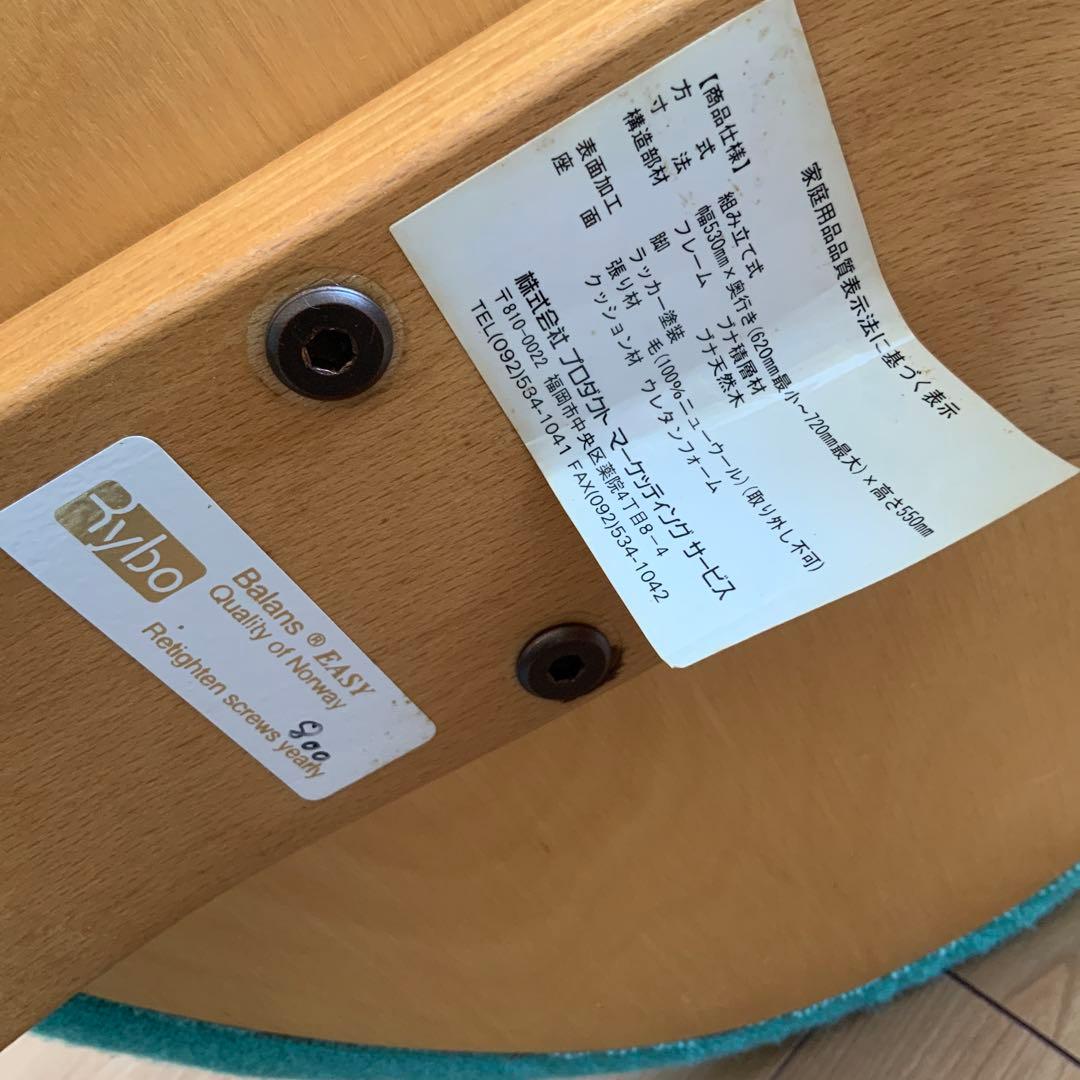 家庭用品品質表示法に基づく表示
【商品仕様】
方 式 組み立て式
寸 法 幅530mm×奥行き(620mm最小～720mm最大)×高さ550mm
構造部材 フレーム ブナ積層材
脚 ブナ天然木
表面加工 ラッカー塗装
座 面 張り材 毛(100%ニューウール)(取り外し不可)
クッション材 ウレタンフォーム
株式会社 プロダクト マーケッティング サービス
〒810-0022 福岡市中央区薬院4丁目8-4
TEL(092)534-1041 FAX(092)534-1042
Rybo
Balans® EASY
Quality of Norway
800
Retighten screws yearly